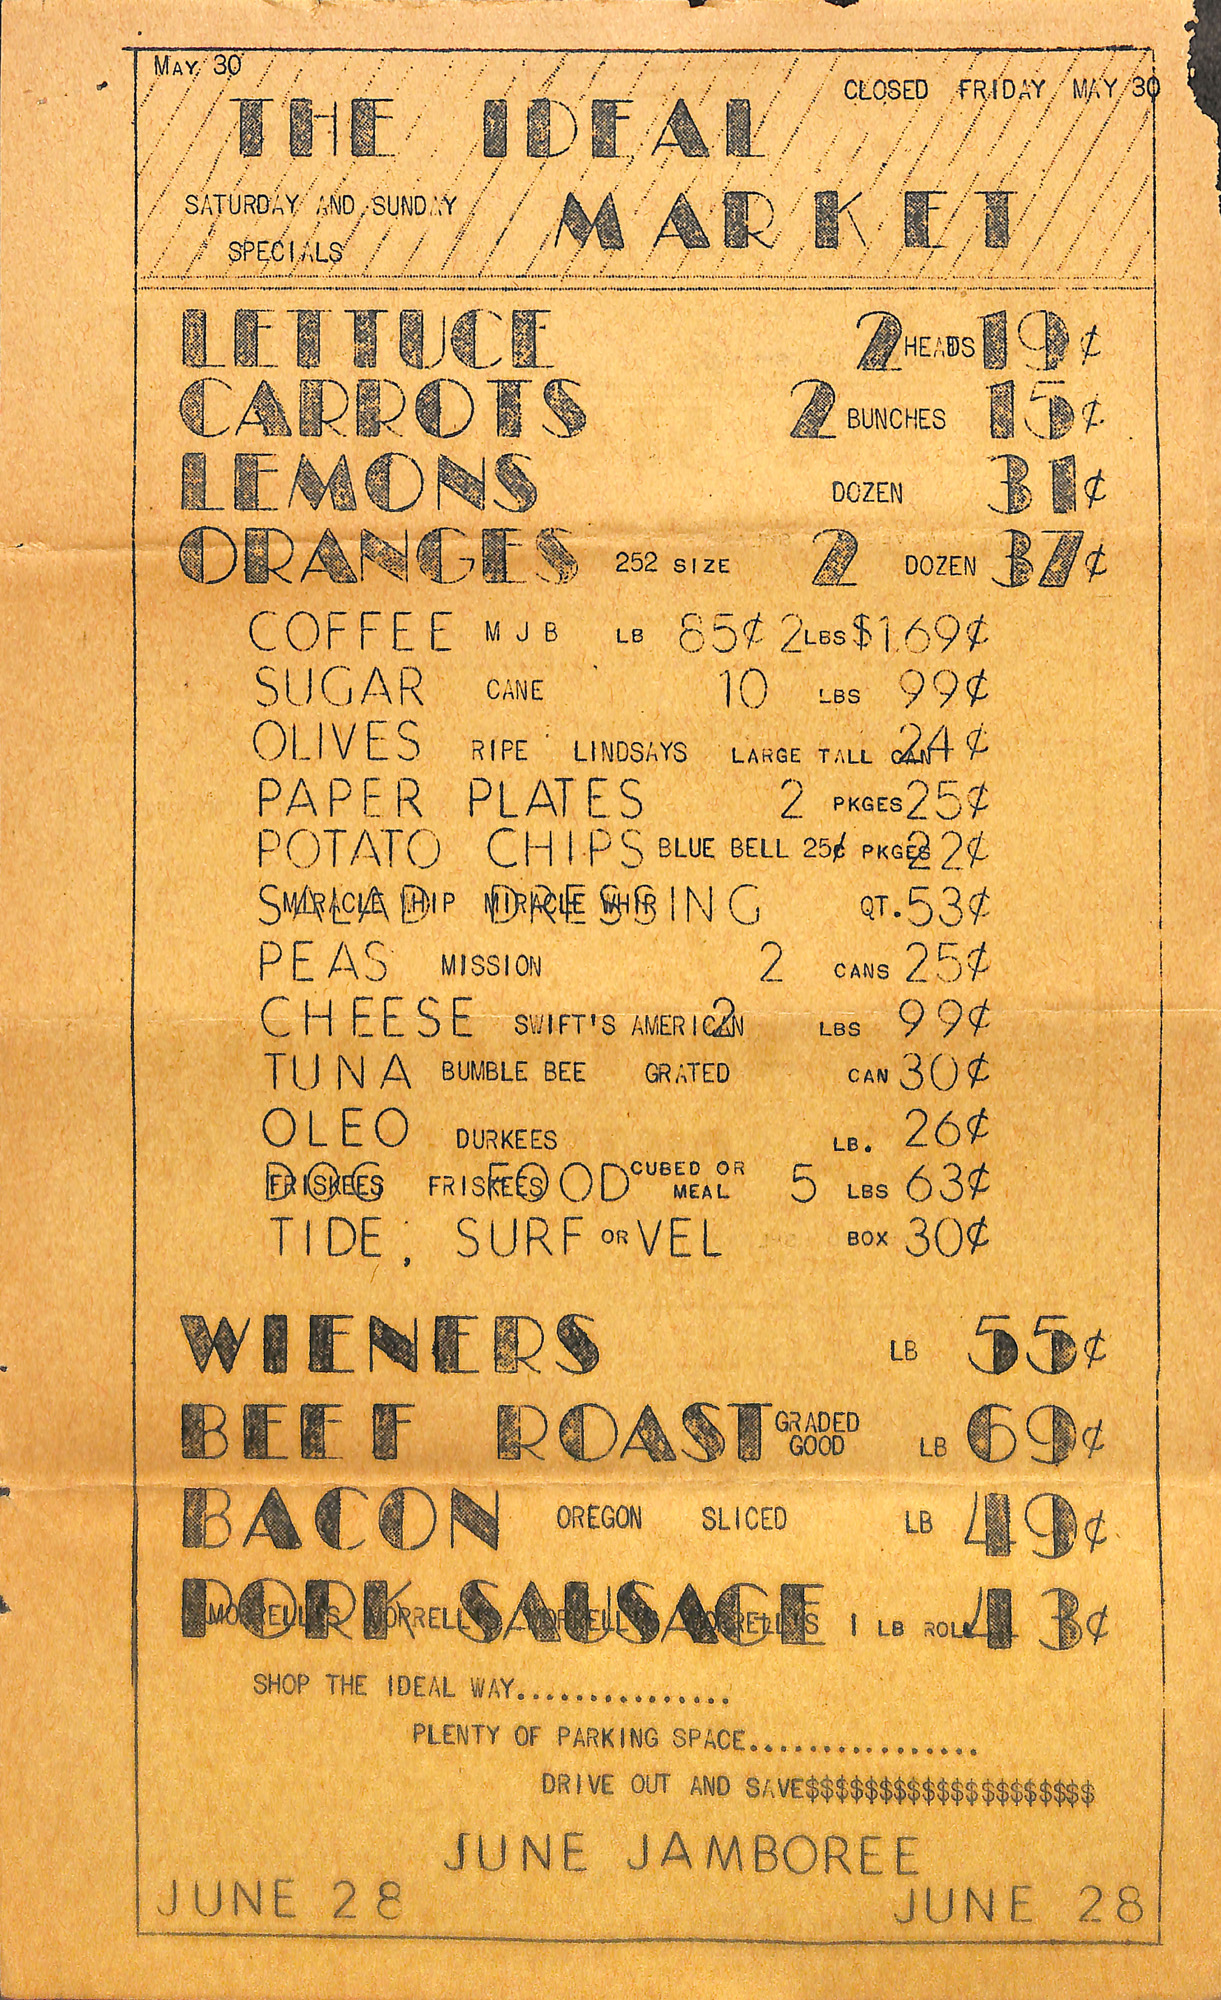 MAY 30
CLOSED FRIDAY MAY 30
THE IDEAL
MARKET
SATURDAY AND SUNDAY
SPECIALS
LETTUCE 2 HEADS 19¢
CARROTS 2 BUNCHES 15¢
LEMONS DOZEN 31¢
ORANGES 252 SIZE 2 DOZEN 37¢
COFFEE M J B LB 85¢ 2 LBS $1.69¢
SUGAR CANE 10 LBS 99¢
OLIVES RIPE LINDSAYS LARGE TALL CAN 24¢
PAPER PLATES 2 PKGES 25¢
POTATO CHIPS BLUE BELL 25¢ PKGES 22¢
SALAD DRESSING MIRACLE WHIP MIRACLE WHIP QT. 53¢
PEAS MISSION 2 CANS 25¢
CHEESE SWIFT'S AMERICAN 2 LBS 99¢
TUNA BUMBLE BEE GRATED CAN 30¢
OLEO DURKEES LB. 26¢
DOG FOOD FRISKEES FRISKEES CUBED OR MEAL 5 LBS 63¢
TIDE, SURF OR VEL BOX 30¢
WIENERS LB 55¢
BEEF ROAST GRADED GOOD LB 69¢
BACON OREGON SLICED LB 49¢
PORK SAUSAGE MORRELL'S MORRELL'S MORRELL'S MORRELL'S 1 LB ROLL 43¢
SHOP THE IDEAL WAY...............
PLENTY OF PARKING SPACE................
DRIVE OUT AND SAVE$$$$$$$$$$$$$$$$$$$$
JUNE JAMBOREE
JUNE 28 JUNE 28